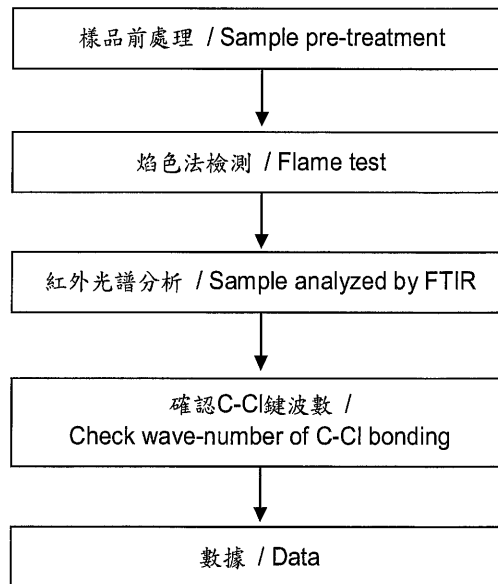 樣品前處理 / Sample pre-treatment
焰色法檢測 / Flame test
紅外光譜分析 / Sample analyzed by FTIR
確認C-Cl鍵波數 /
Check wave-number of C-Cl bonding
數據 / Data